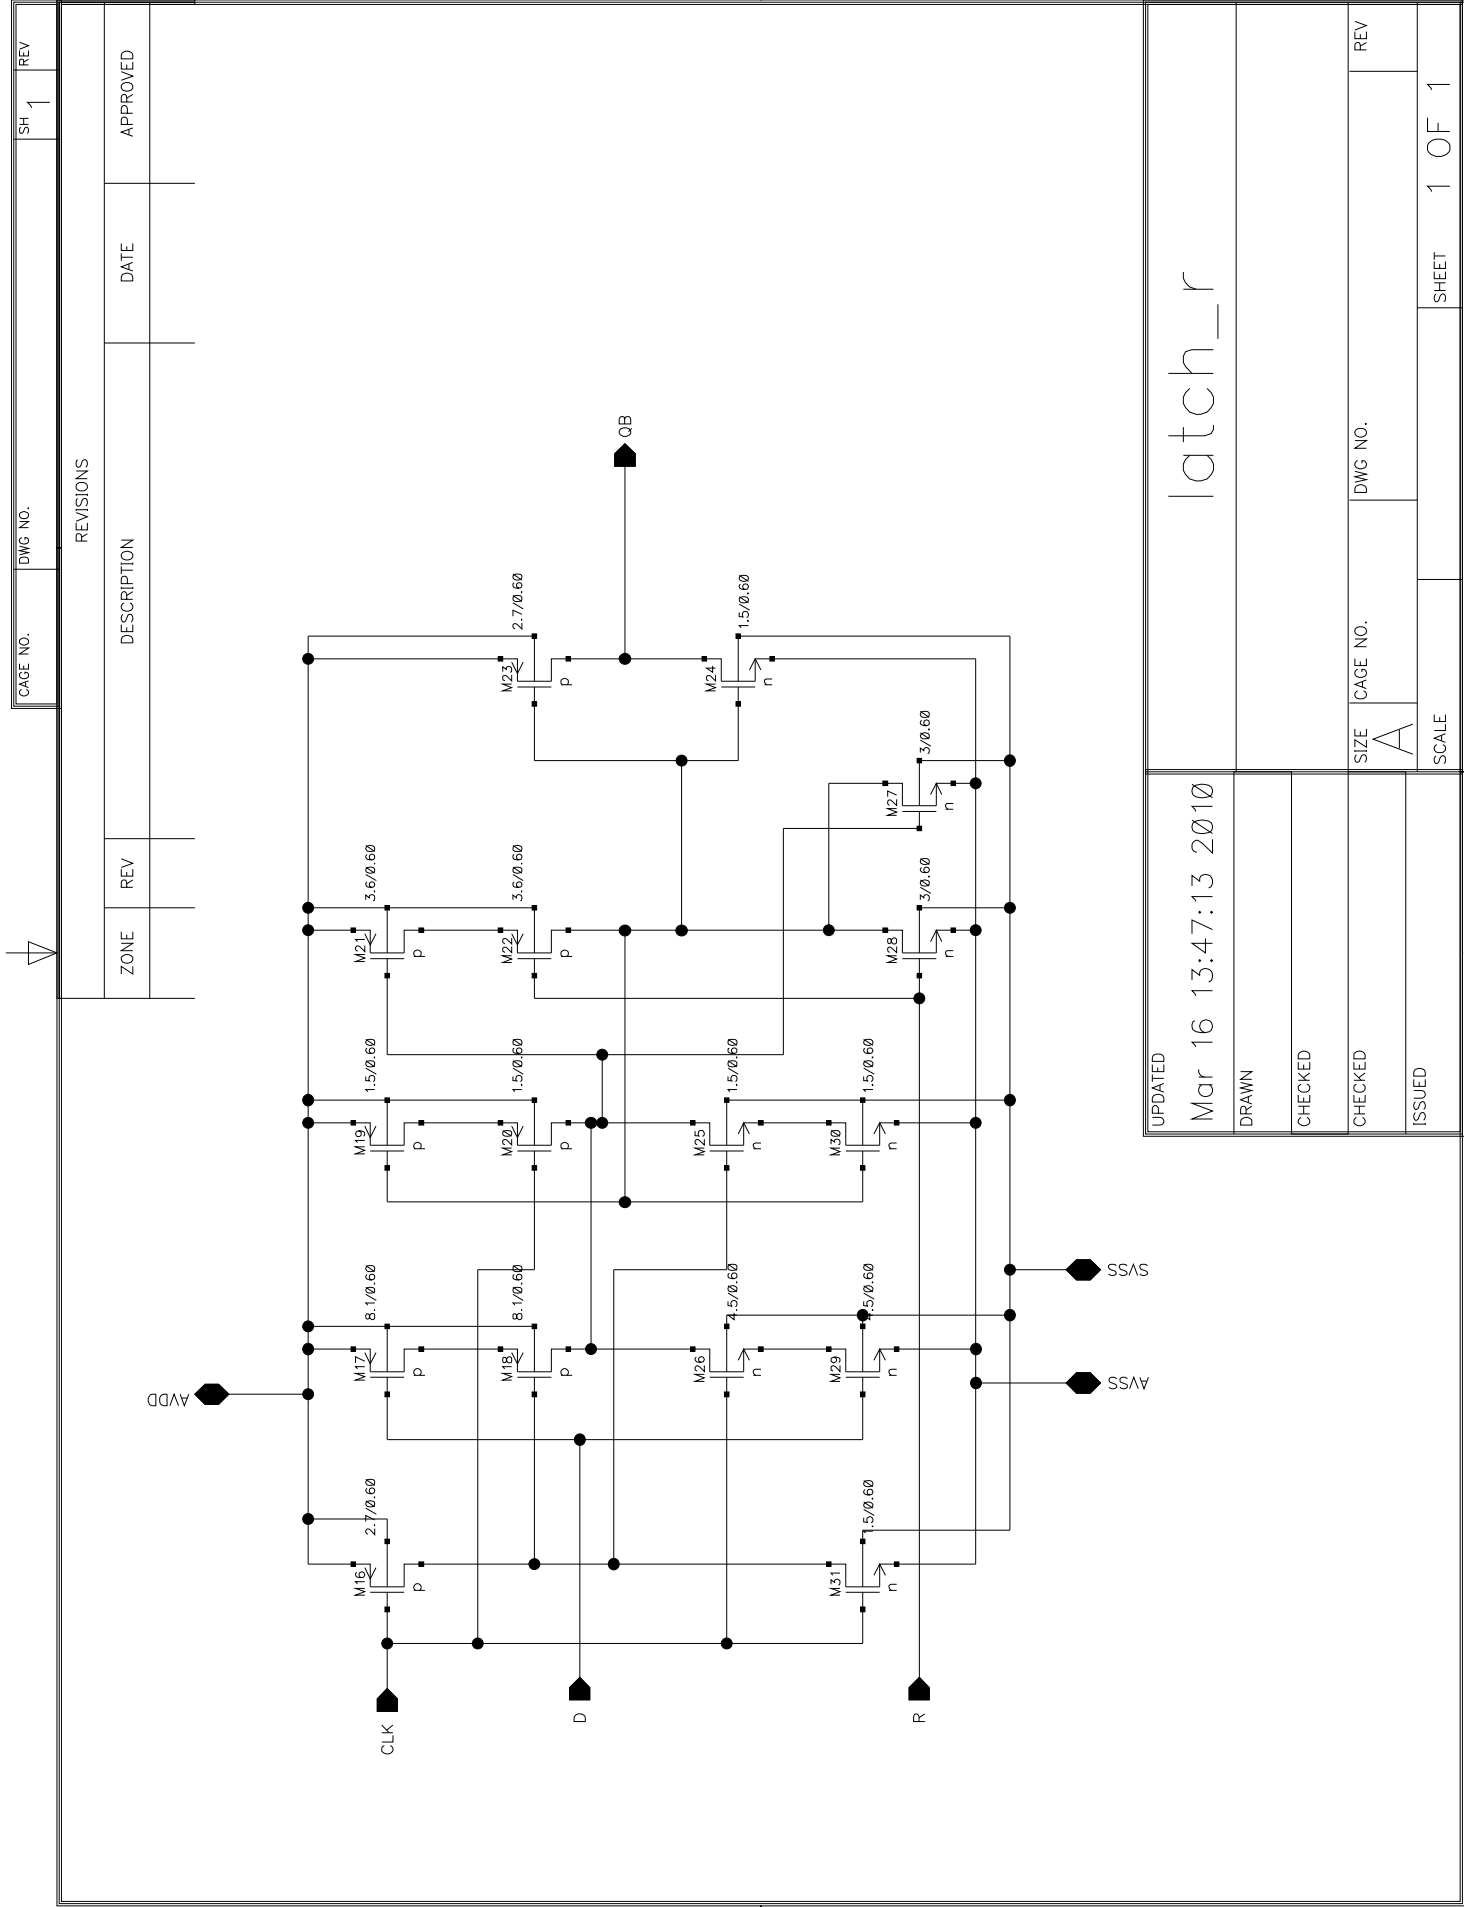 CAGE NO.
DWG NO.
SH 1
REV
REVISIONS
ZONE
REV
DESCRIPTION
DATE
APPROVED
AVDD
M16
2.7/0.60
p
M17
8.1/0.60
p
M19
1.5/0.60
p
M21
3.6/0.60
p
M18
8.1/0.60
p
M20
1.5/0.60
p
M22
3.6/0.60
p
M23
2.7/0.60
p
QB
M26
4.5/0.60
n
M25
1.5/0.60
n
M24
1.5/0.60
n
M31
1.5/0.60
n
M29
4.5/0.60
n
M30
1.5/0.60
n
M28
3/0.60
n
M27
3/0.60
n
CLK
D
R
AVSS
SVSS
UPDATED
Mar 16 13:47:13 2010
DRAWN
CHECKED
CHECKED
ISSUED
latch_r
SIZE
A
CAGE NO.
DWG NO.
REV
SCALE
SHEET 1 OF 1